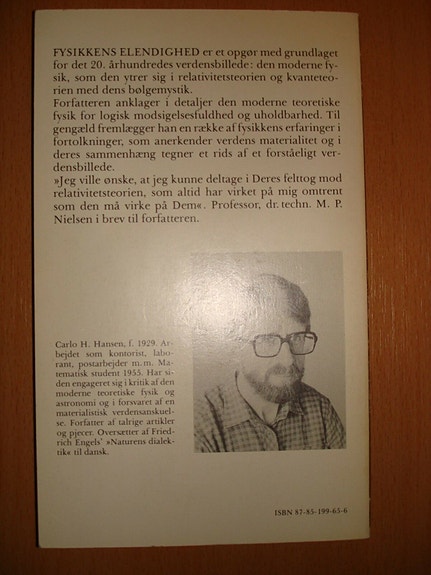 FYSIKKENS ELENDIGHED er et opgør med grundlaget
for det 20. århundredes verdensbillede: den moderne fy-
sik, som den ytrer sig i relativitetsteorien og kvanteteo-
rien med dens bølgemystik.
Forfatteren anklager i detaljer den moderne teoretiske
fysik for logisk modsigelsesfuldhed og uholdbarhed. Til
gengæld fremlægger han en række af fysikkens erfaringer i
fortolkninger, som anerkender verdens materialitet og i
deres sammenhæng tegner et rids af et forståeligt ver-
densbillede.
»Jeg ville ønske, at jeg kunne deltage i Deres felttog mod
relativitetsteorien, som altid har virket på mig omtrent
som den må virke på Dem«. Professor, dr. techn. M. P.
Nielsen i brev til forfatteren.
Carlo H. Hansen, f. 1929. Ar-
bejdet som kontorist, labo-
rant, postarbejder m.m. Ma-
tematisk student 1955. Har si-
den engageret sig i kritik af den
moderne teoretiske fysik og
astronomi og i forsvaret af en
materialistisk verdensanskuel-
se. Forfatter af talrige artikler
og pjecer. Oversætter af Fried-
rich Engels' »Naturens dialek-
tik« til dansk.
ISBN 87-85-199-65-6